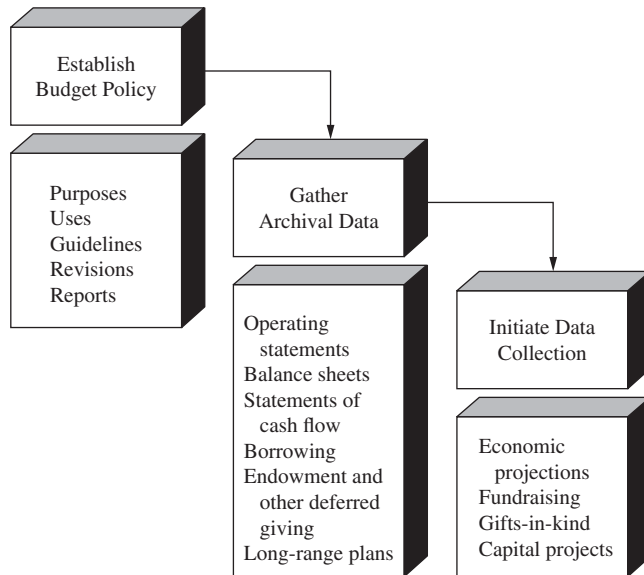 Establish
Budget Policy
Purposes
Uses
Guidelines
Revisions
Reports
Gather
Archival Data
Operating
statements
Balance sheets
Statements of
cash flow
Borrowing
Endowment and
other deferred
giving
Long-range plans
Initiate Data
Collection
Economic
projections
Fundraising
Gifts-in-kind
Capital projects